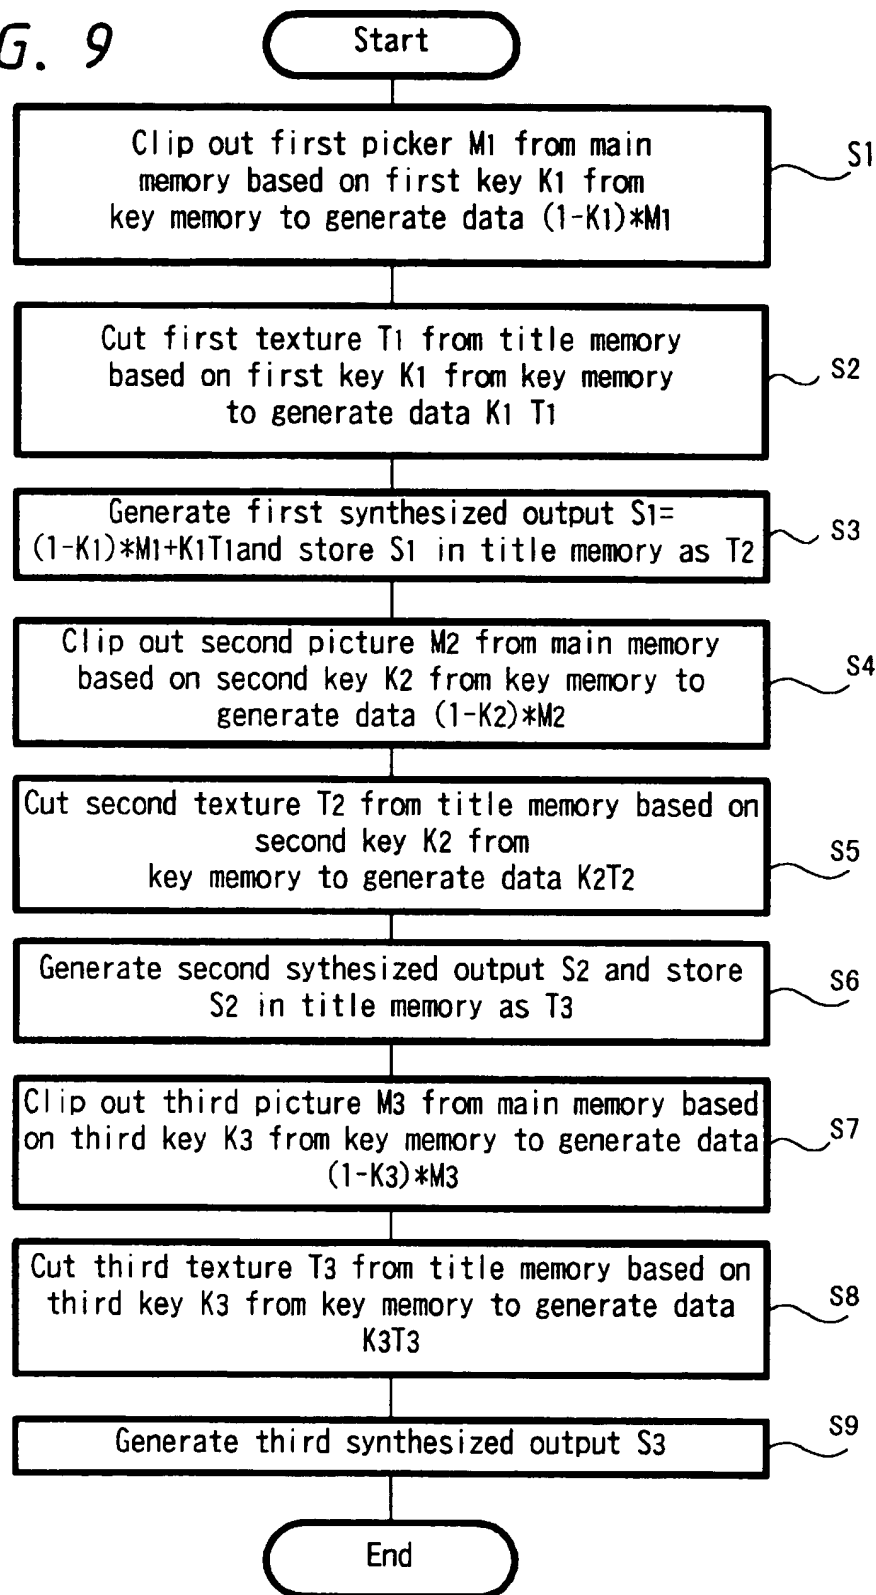 G. 9
Start
Clip out first picker M1 from main
memory based on first key K1 from
key memory to generate data (1-K1)*M1
S1
Cut first texture T1 from title memory
based on first key K1 from key memory
to generate data K1 T1
S2
Generate first synthesized output S1=
(1-K1)*M1+K1T1and store S1 in title memory as T2
S3
Clip out second picture M2 from main memory
based on second key K2 from key memory to
generate data (1-K2)*M2
S4
Cut second texture T2 from title memory based on
second key K2 from
key memory to generate data K2T2
S5
Generate second sythesized output S2 and store
S2 in title memory as T3
S6
Clip out third picture M3 from main memory based
on third key K3 from key memory to generate data
(1-K3)*M3
S7
Cut third texture T3 from title memory based on
third key K3 from key memory to generate data
K3T3
S8
Generate third synthesized output S3
S9
End